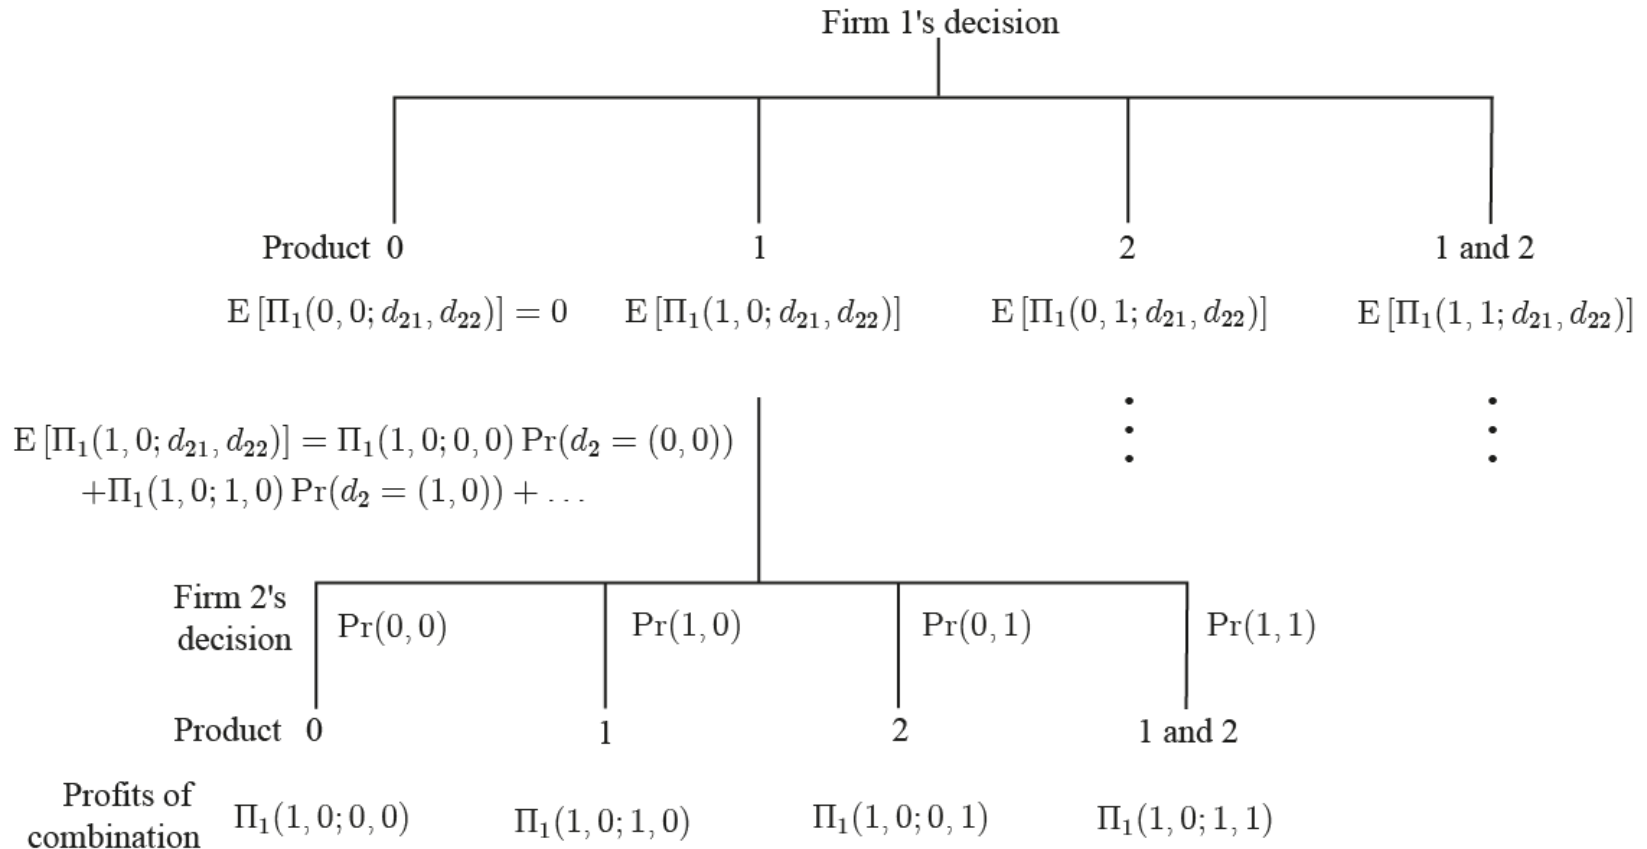 Firm 1's decision
Product 0 1 2 1 and 2
E [Π₁(0, 0; d₂₁, d₂₂)] = 0 E [Π₁(1, 0; d₂₁, d₂₂)] E [Π₁(0, 1; d₂₁, d₂₂)] E [Π₁(1, 1; d₂₁, d₂₂)]
E [Π₁(1, 0; d₂₁, d₂₂)] = Π₁(1, 0; 0, 0) Pr(d₂ = (0, 0))
+Π₁(1, 0; 1, 0) Pr(d₂ = (1, 0)) + …
Firm 2's
decision
Pr(0, 0) Pr(1, 0) Pr(0, 1) Pr(1, 1)
Product 0 1 2 1 and 2
Profits of
combination
Π₁(1, 0; 0, 0) Π₁(1, 0; 1, 0) Π₁(1, 0; 0, 1) Π₁(1, 0; 1, 1)